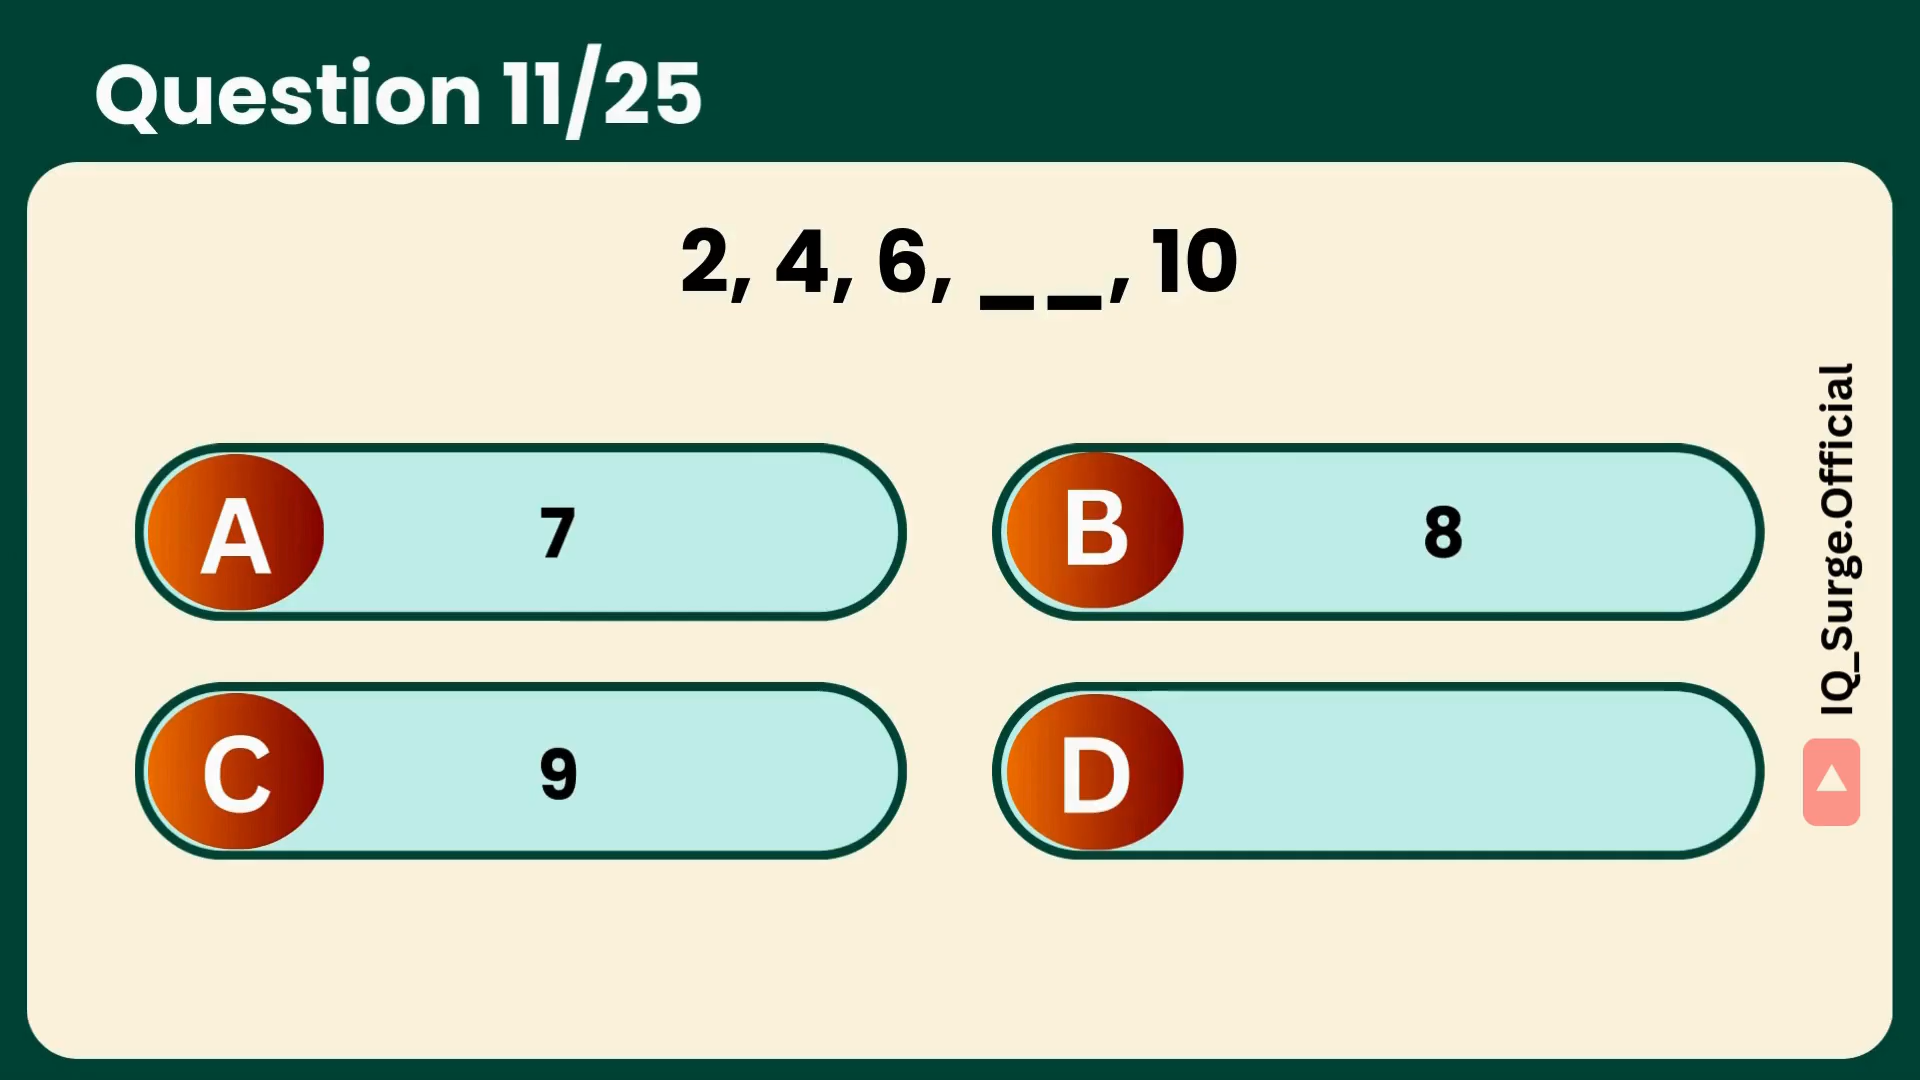 Question 11/25
2, 4, 6, __, 10
A 7
B 8
C 9
D
IQ_Surge.Official